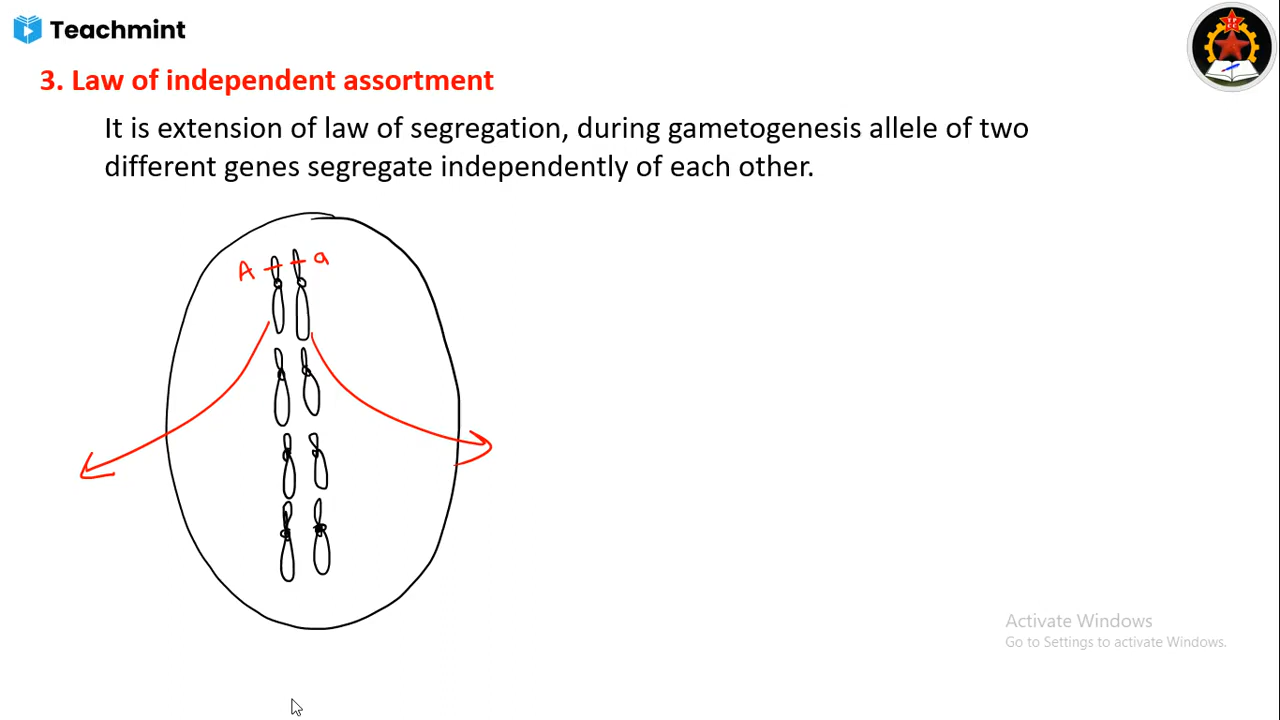 Teachmint
3. Law of independent assortment
It is extension of law of segregation, during gametogenesis allele of two
different genes segregate independently of each other.
A a
Activate Windows
Go to Settings to activate Windows.